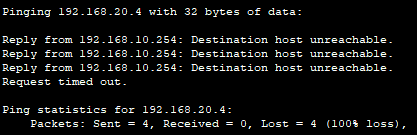 Pinging 192.168.20.4 with 32 bytes of data:
Reply from 192.168.10.254: Destination host unreachable.
Reply from 192.168.10.254: Destination host unreachable.
Reply from 192.168.10.254: Destination host unreachable.
Request timed out.
Ping statistics for 192.168.20.4:
Packets: Sent = 4, Received = 0, Lost = 4 (100% loss),